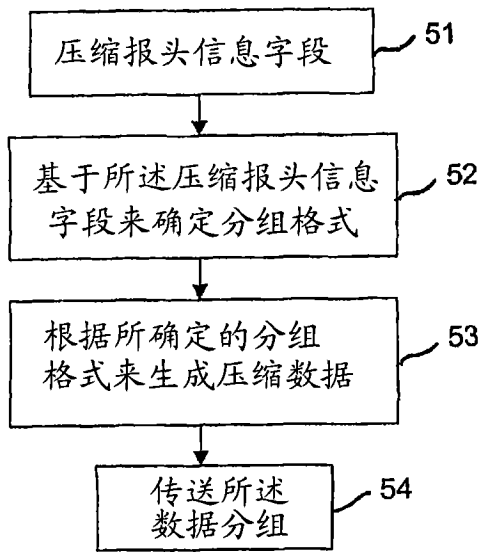 压缩报头信息字段
51
基于所述压缩报头信息
字段来确定分组格式
52
根据所确定的分组
格式来生成压缩数据
53
传送所述
数据分组
54